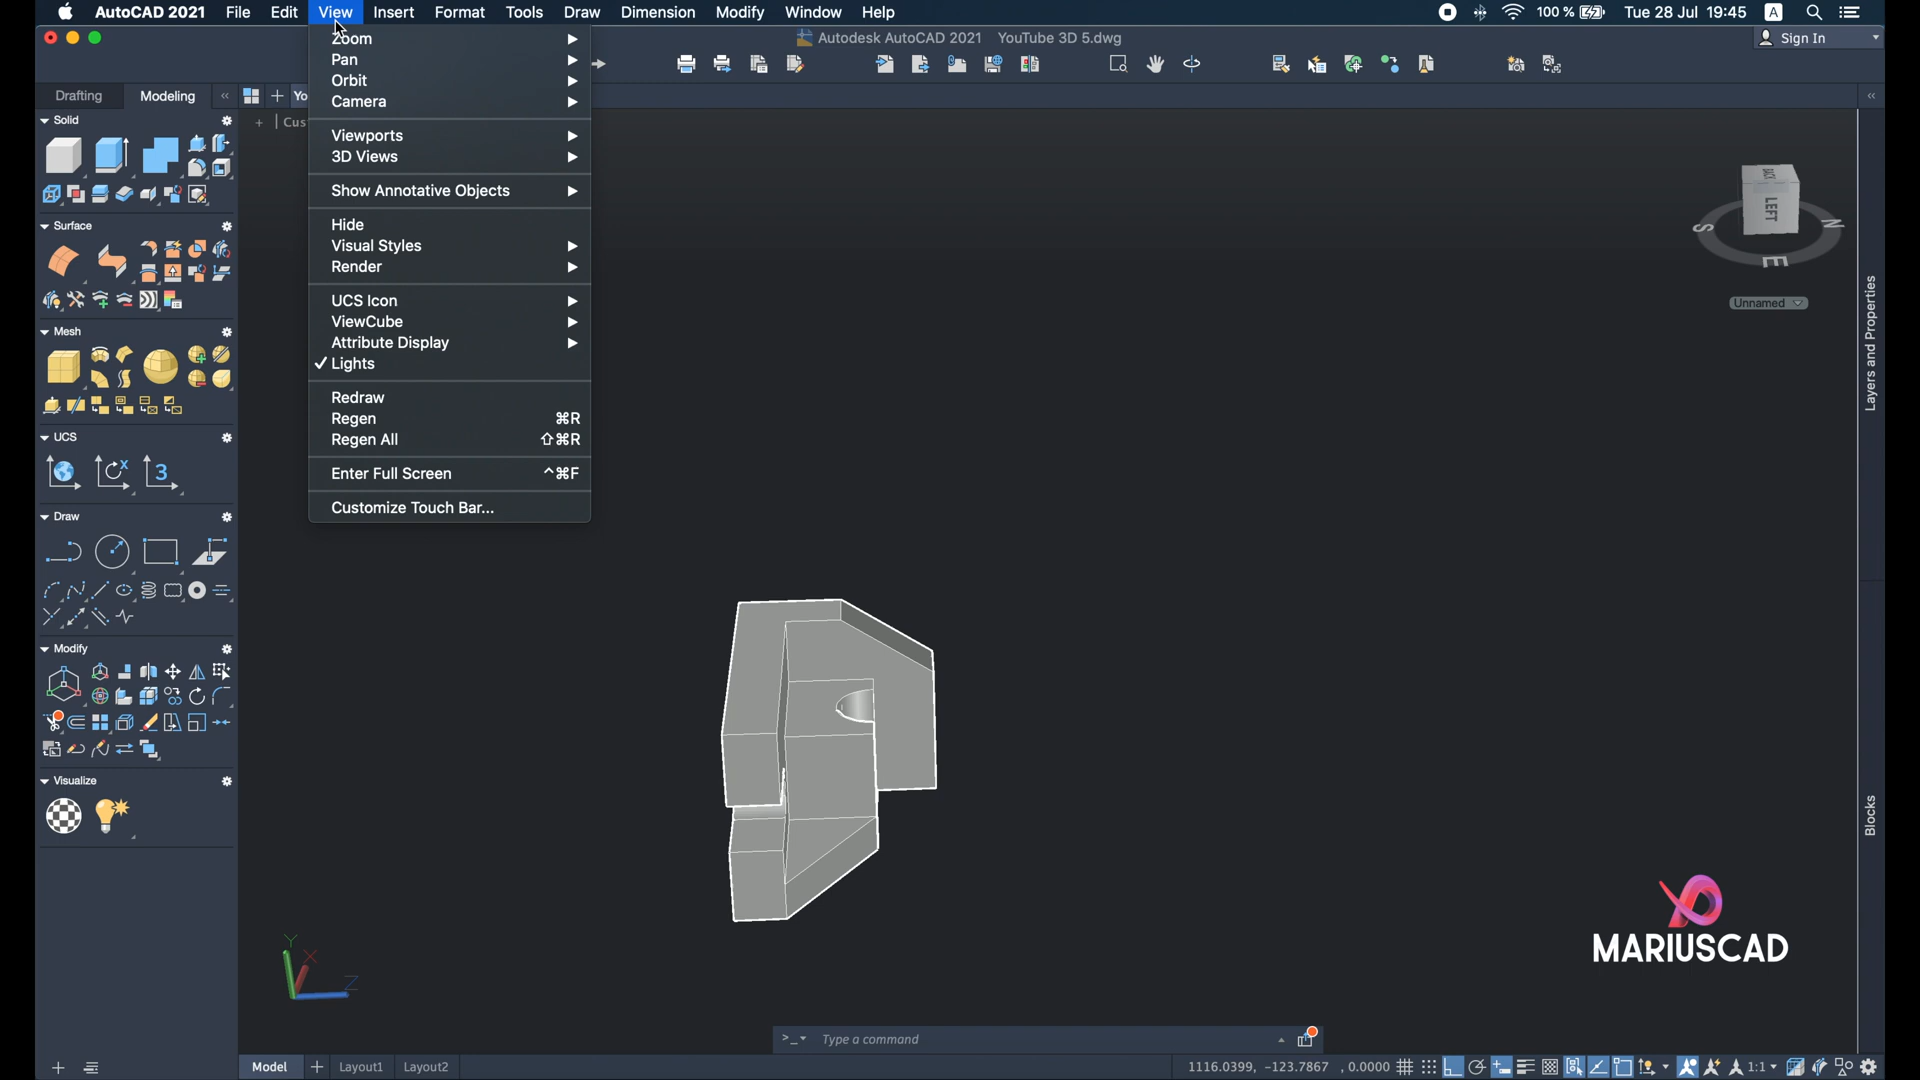 AutoCAD 2021 File Edit View Insert Format Tools Draw Dimension Modify Window Help 100 % Tue 28 Jul 19:45 A
Autodesk AutoCAD 2021 YouTube 3D 5.dwg
Sign In
Drafting Modeling
Yo
+ Cus
Zoom
Pan
Orbit
Camera
Viewports
3D Views
Show Annotative Objects
Hide
Visual Styles
Render
UCS Icon
ViewCube
Attribute Display
✓ Lights
Redraw
Regen ⌘R
Regen All ⇧⌘R
Enter Full Screen ^⌘F
Customize Touch Bar...
Solid
Surface
Mesh
UCS
X
3
Draw
Modify
Visualize
BACK
LEFT
S
N
E
Unnamed
Layers and Properties
Blocks
MARIUSCAD
Y
X
Z
>_ Type a command
Model + Layout1 Layout2
1116.0399, -123.7867 , 0.0000
1:1